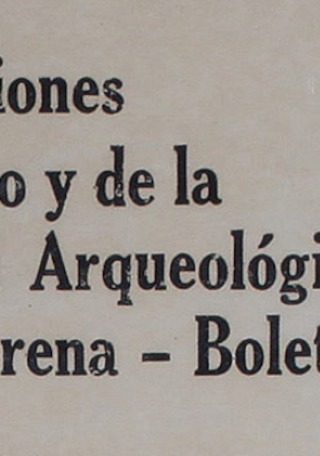 iones
o y de la
Arqueológi
rena – Bolet